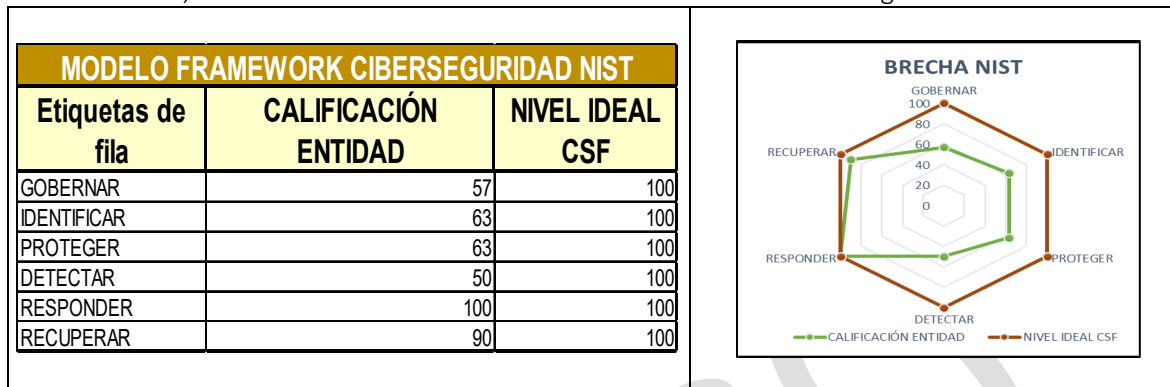 MODELO FRAMEWORK CIBERSEGURIDAD NIST
Etiquetas de fila CALIFICACIÓN ENTIDAD NIVEL IDEAL CSF
GOBERNAR 57 100
IDENTIFICAR 63 100
PROTEGER 63 100
DETECTAR 50 100
RESPONDER 100 100
RECUPERAR 90 100
BRECHA NIST
GOBERNAR
100
80
RECUPERAR 60 IDENTIFICAR
40
20
0
RESPONDER PROTEGER
DETECTAR
CALIFICACIÓN ENTIDAD NIVEL IDEAL CSF